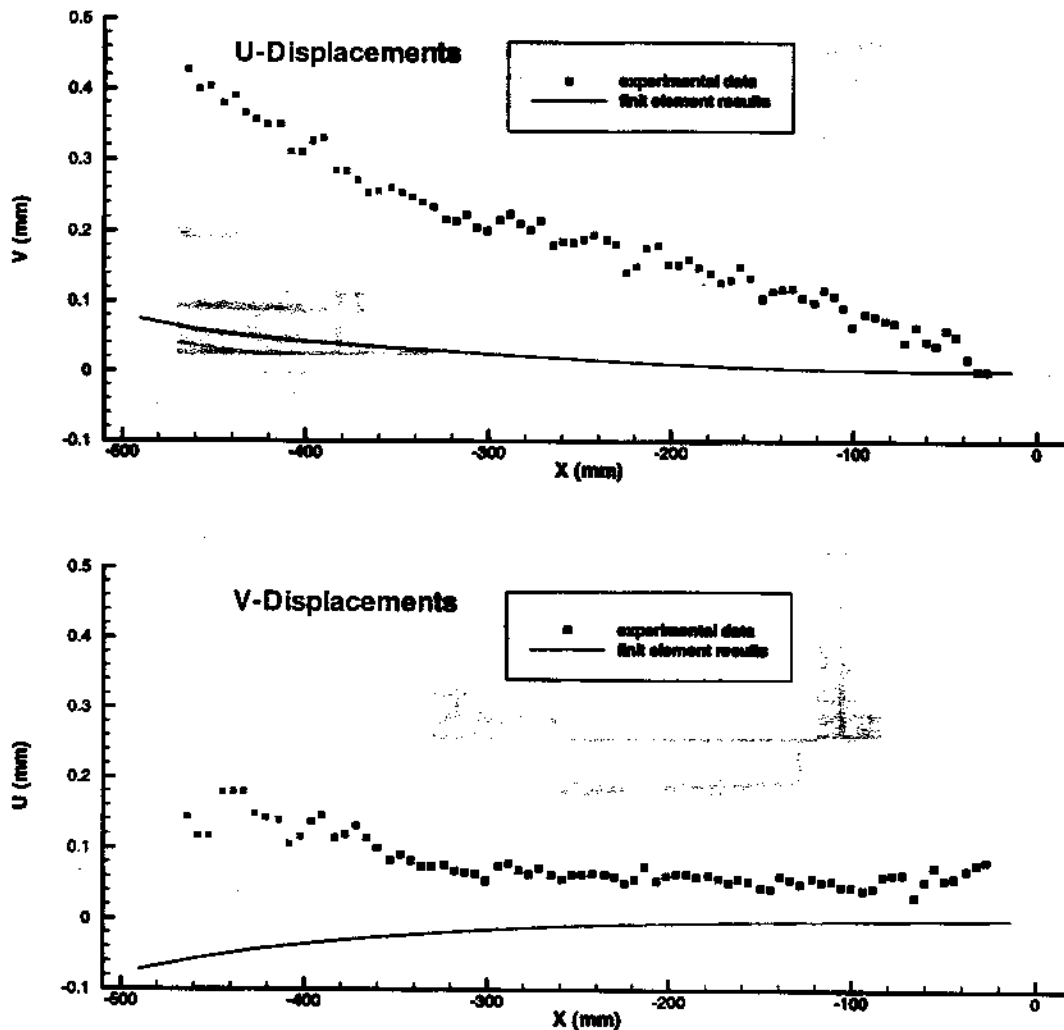 0.5
U-Displacements
experimental data
finit element results
0.4
0.3
V (mm)
0.2
0.1
0
-0.1
-500
-400
-300
-200
-100
0
X (mm)
0.5
V-Displacements
experimental data
finit element results
0.4
0.3
U (mm)
0.2
0.1
0
-0.1
-500
-400
-300
-200
-100
0
X (mm)